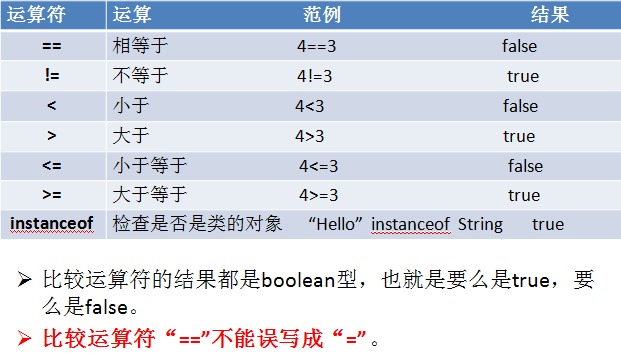 运算符 运算 范例 结果
== 相等于 4==3 false
!= 不等于 4!=3 true
< 小于 4<3 false
> 大于 4>3 true
<= 小于等于 4<=3 false
>= 大于等于 4>=3 true
instanceof 检查是否是类的对象 “Hello” instanceof String true
➢ 比较运算符的结果都是boolean型，也就是要么是true，要
么是false。
➢ 比较运算符“==”不能误写成“=” 。